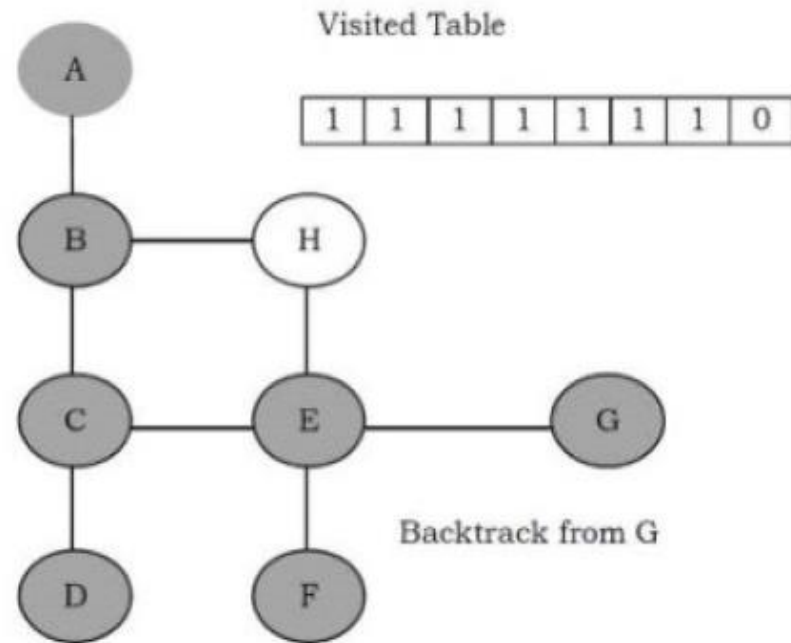 Visited Table
A
1 1 1 1 1 1 1 0
B H
C E G
Backtrack from G
D F